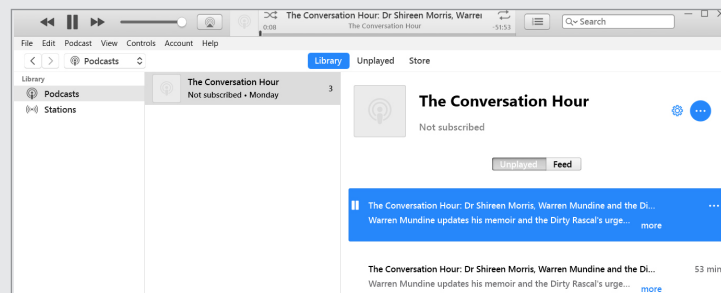 The Conversation Hour: Dr Shireen Morris, Warre
0:08 The Conversation Hour -51:53
Search
File Edit Podcast View Controls Account Help
Podcasts Library Unplayed Store
Library
Podcasts
Stations
The Conversation Hour 3
Not subscribed • Monday
The Conversation Hour
Not subscribed
Unplayed Feed
The Conversation Hour: Dr Shireen Morris, Warren Mundine and the Di...
Warren Mundine updates his memoir and the Dirty Rascal's urge... more
The Conversation Hour: Dr Shireen Morris, Warren Mundine and the Di... 53 min
Warren Mundine updates his memoir and the Dirty Rascal's urge... more